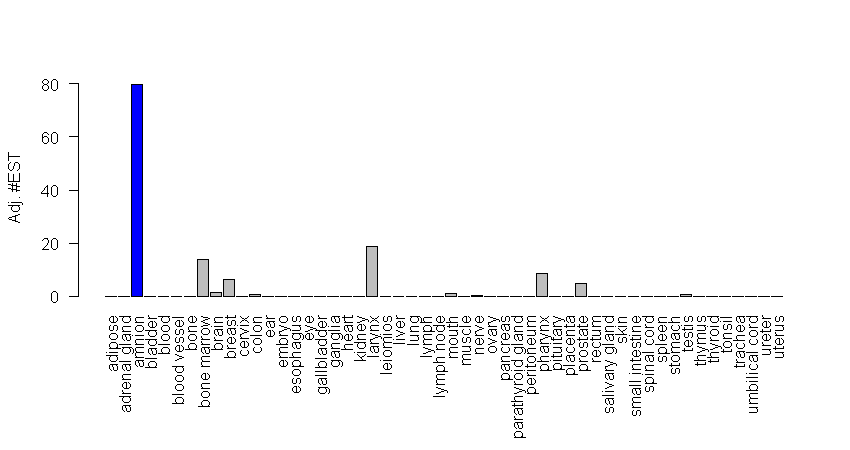 Adj. #EST
80
60
40
20
0
adipose
adrenal gland
amnion
bladder
blood
blood vessel
bone
bone marrow
brain
breast
cervix
colon
ear
embryo
esophagus
eye
gallbladder
ganglia
heart
kidney
larynx
leiomios
liver
lung
lymph
lymph node
mouth
muscle
nerve
ovary
pancreas
parathyroid gland
peritoneum
pharynx
pituitary
placenta
prostate
rectum
salivary gland
skin
small intestine
spinal cord
spleen
stomach
testis
thymus
thyroid
tonsil
trachea
umbilical cord
ureter
uterus